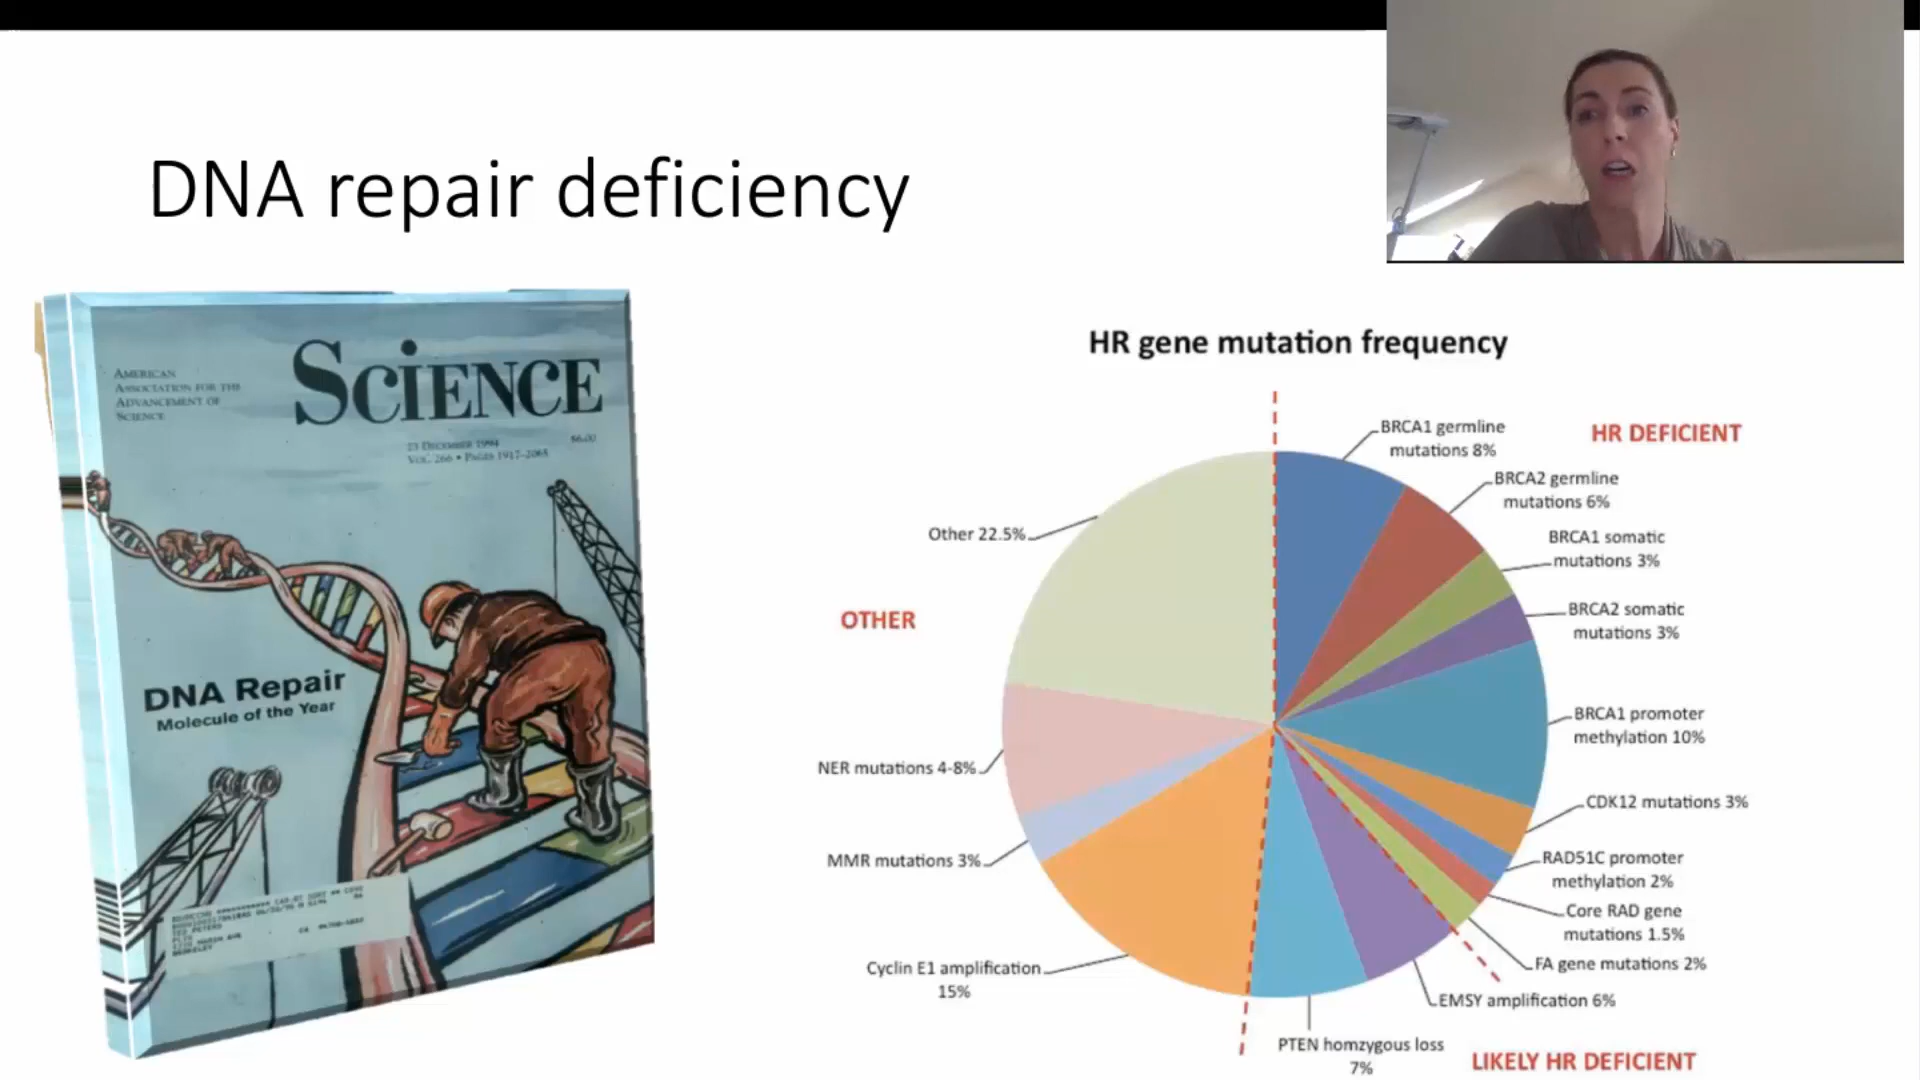 DNA repair deficiency
AMERICAN
ASSOCIATION FOR THE
ADVANCEMENT OF
SCIENCE
SCIENCE
23 DECEMBER 1994
$6.00
VOL. 266 • PAGES 1917-2065
DNA Repair
Molecule of the Year
HR gene mutation frequency
BRCA1 germline
mutations 8%
HR DEFICIENT
BRCA2 germline
mutations 6%
BRCA1 somatic
mutations 3%
BRCA2 somatic
mutations 3%
BRCA1 promoter
methylation 10%
CDK12 mutations 3%
RAD51C promoter
methylation 2%
Core RAD gene
mutations 1.5%
FA gene mutations 2%
EMSY amplification 6%
PTEN homzygous loss
7%
LIKELY HR DEFICIENT
Cyclin E1 amplification
15%
MMR mutations 3%
NER mutations 4-8%
OTHER
Other 22.5%